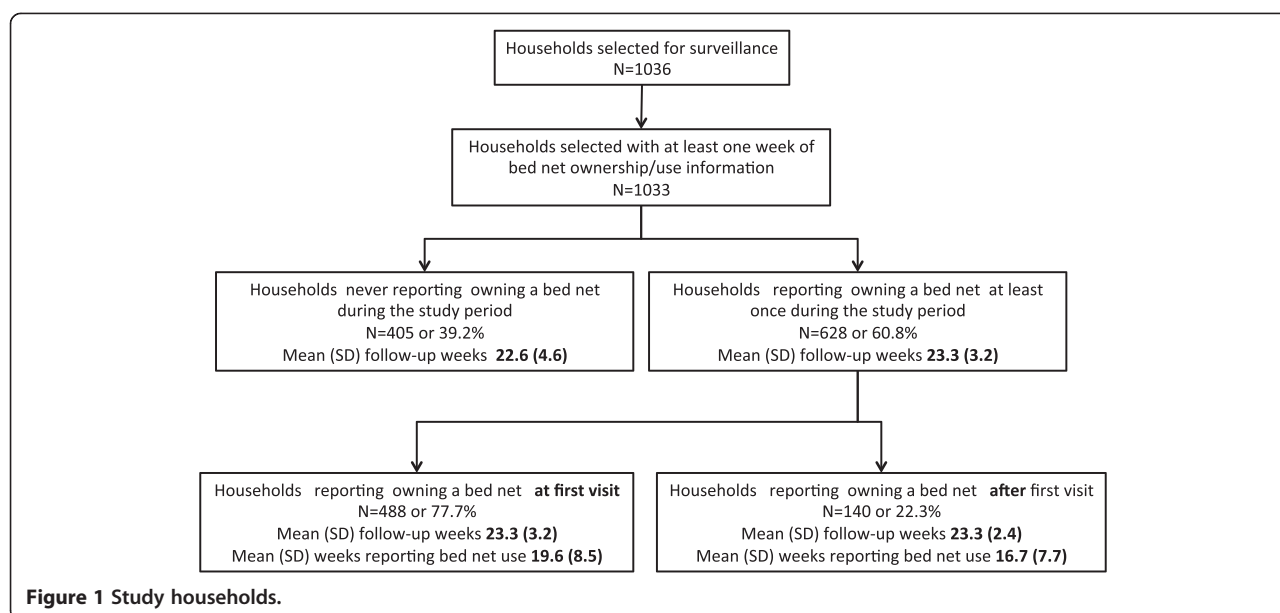 Households selected for surveillance
N=1036
Households selected with at least one week of
bed net ownership/use information
N=1033
Households never reporting owning a bed net
during the study period
N=405 or 39.2%
Mean (SD) follow-up weeks 22.6 (4.6)
Households reporting owning a bed net at least
once during the study period
N=628 or 60.8%
Mean (SD) follow-up weeks 23.3 (3.2)
Households reporting owning a bed net at first visit
N=488 or 77.7%
Mean (SD) follow-up weeks 23.3 (3.2)
Mean (SD) weeks reporting bed net use 19.6 (8.5)
Households reporting owning a bed net after first visit
N=140 or 22.3%
Mean (SD) follow-up weeks 23.3 (2.4)
Mean (SD) weeks reporting bed net use 16.7 (7.7)
Figure 1 Study households.